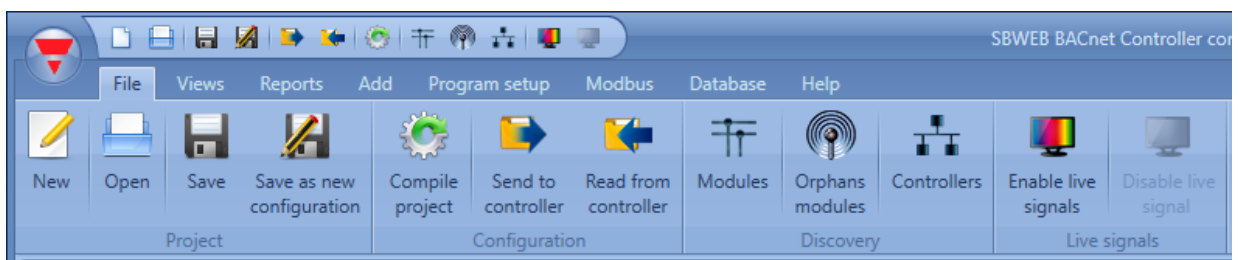 SBWEB BACnet Controller cor
File Views Reports Add Program setup Modbus Database Help
New Open Save Save as new configuration Compile project Send to controller Read from controller Modules Orphans modules Controllers Enable live signals Disable live signal
Project Configuration Discovery Live signals